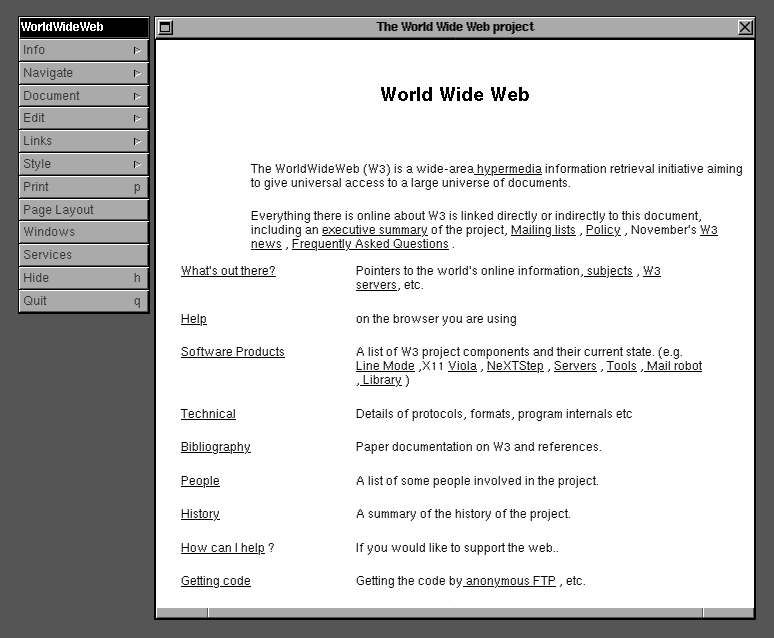 WorldWideWeb
Info
Navigate
Document
Edit
Links
Style
Print p
Page Layout
Windows
Services
Hide h
Quit q
The World Wide Web project
World Wide Web
The WorldWideWeb (W3) is a wide-area hypermedia information retrieval initiative aiming
to give universal access to a large universe of documents.
Everything there is online about W3 is linked directly or indirectly to this document,
including an executive summary of the project, Mailing lists , Policy , November's W3
news , Frequently Asked Questions .
What's out there? Pointers to the world's online information, subjects , W3
servers, etc.
Help on the browser you are using
Software Products A list of W3 project components and their current state. (e.g.
Line Mode ,X11 Viola , NeXTStep , Servers , Tools , Mail robot
, Library )
Technical Details of protocols, formats, program internals etc
Bibliography Paper documentation on W3 and references.
People A list of some people involved in the project.
History A summary of the history of the project.
How can I help ? If you would like to support the web..
Getting code Getting the code by anonymous FTP , etc.